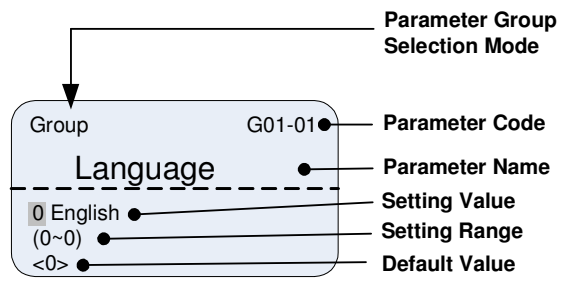 Parameter Group
Selection Mode
Group G01-01 Parameter Code
Language Parameter Name
0 English Setting Value
(0~0) Setting Range
<0> Default Value